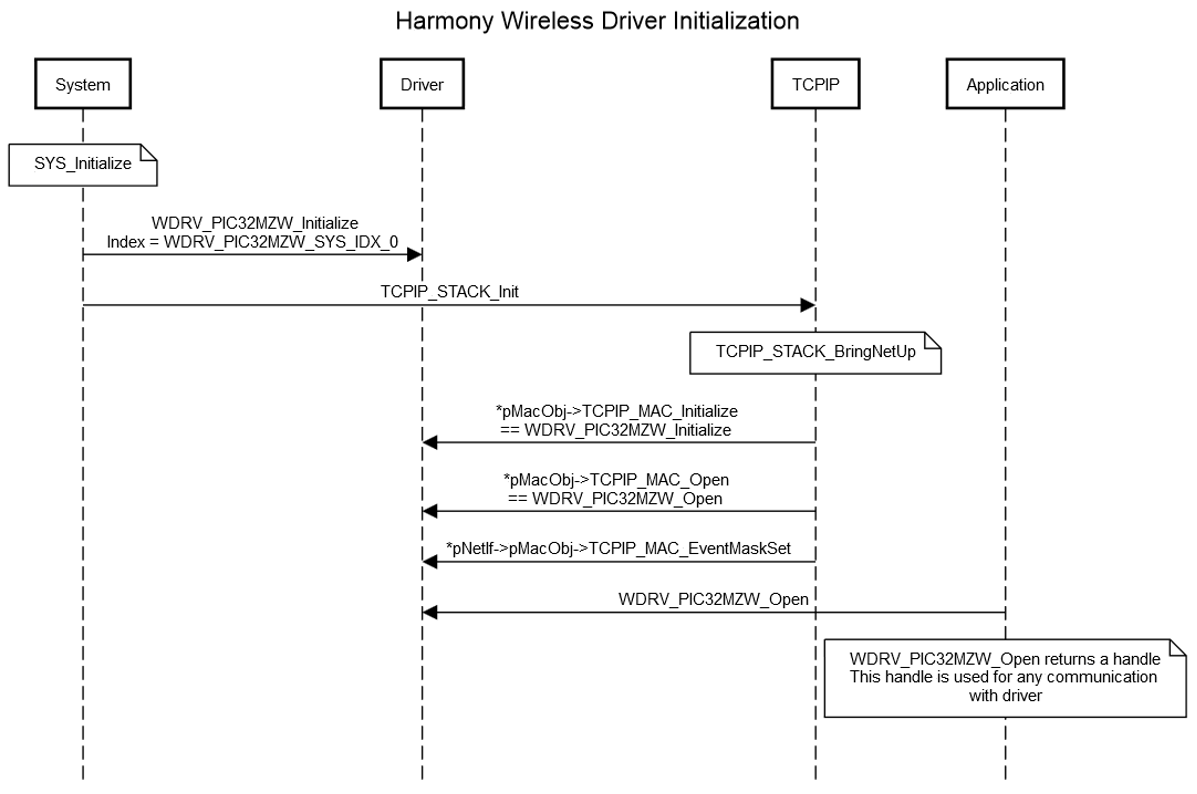 Harmony Wireless Driver Initialization
System
Driver
TCPIP
Application
SYS_Initialize
WDRV_PIC32MZW_Initialize
Index = WDRV_PIC32MZW_SYS_IDX_0
TCPIP_STACK_Init
TCPIP_STACK_BringNetUp
*pMacObj->TCPIP_MAC_Initialize
== WDRV_PIC32MZW_Initialize
*pMacObj->TCPIP_MAC_Open
== WDRV_PIC32MZW_Open
*pNetIf->pMacObj->TCPIP_MAC_EventMaskSet
WDRV_PIC32MZW_Open
WDRV_PIC32MZW_Open returns a handle
This handle is used for any communication
with driver